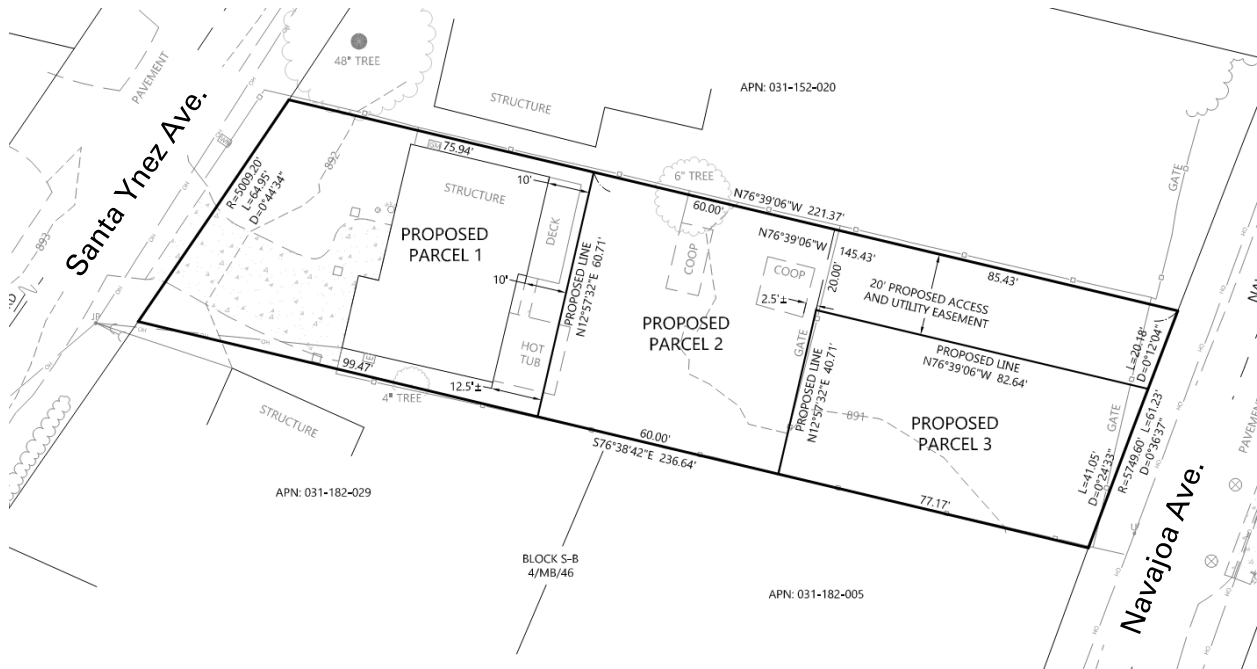 48" TREE
PAVEMENT
Santa Ynez Ave.
893
892
STRUCTURE
APN: 031-152-020
GM
75.94'
STRUCTURE
10'
DECK
6" TREE
60.00'
N76°39'06"W 221.37'
GATE
R=5009.20'
L=64.95'
D=0°44'34"
PROPOSED
PARCEL 1
COOP
N76°39'06"W
145.43'
85.43'
COOP
20.00'
20' PROPOSED ACCESS
AND UTILITY EASEMENT
10'
PROPOSED LINE
N12°57'32"E 60.71'
2.5'±
PROPOSED
PARCEL 2
L=20.18'
D=0°12'04"
JP
OH
HOT
TUB
99.47'
12.5'±
4" TREE
STRUCTURE
GATE
PROPOSED LINE
N12°57'32"E 40.71'
PROPOSED LINE
N76°39'06"W 82.64'
891
PROPOSED
PARCEL 3
GATE
L=41.05'
D=0°24'33"
R=5749.60'
L=61.23'
D=0°36'37"
PAVEMENT
60.00'
S76°38'42"E 236.64'
77.17'
APN: 031-182-029
BLOCK S-B
4/MB/46
APN: 031-182-005
Navajoa Ave.